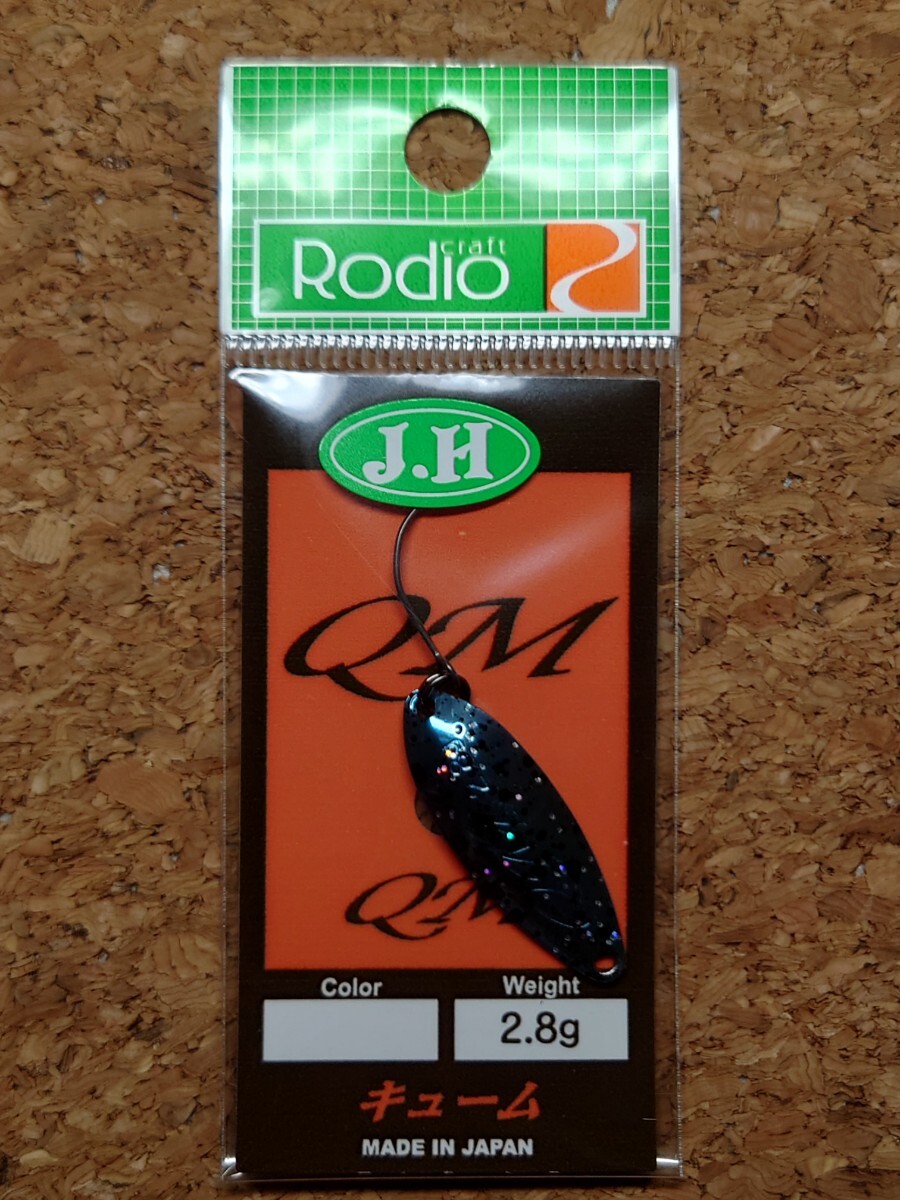 Rodio craft
J.H
QM
QM
Color
Weight
2.8g
キューム
MADE IN JAPAN